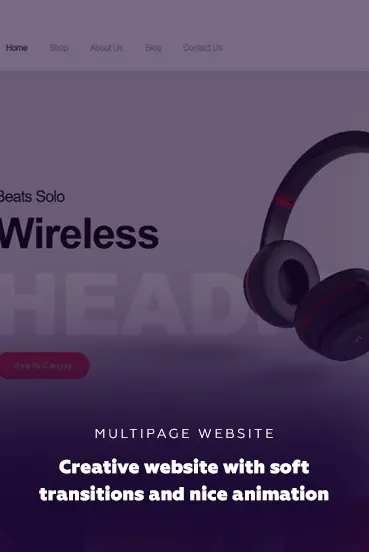 Home Shop About Us Blog Contact Us
Beats Solo
Wireless
HEAD
Shop By Category
MULTIPAGE WEBSITE
Creative website with soft
transitions and nice animation